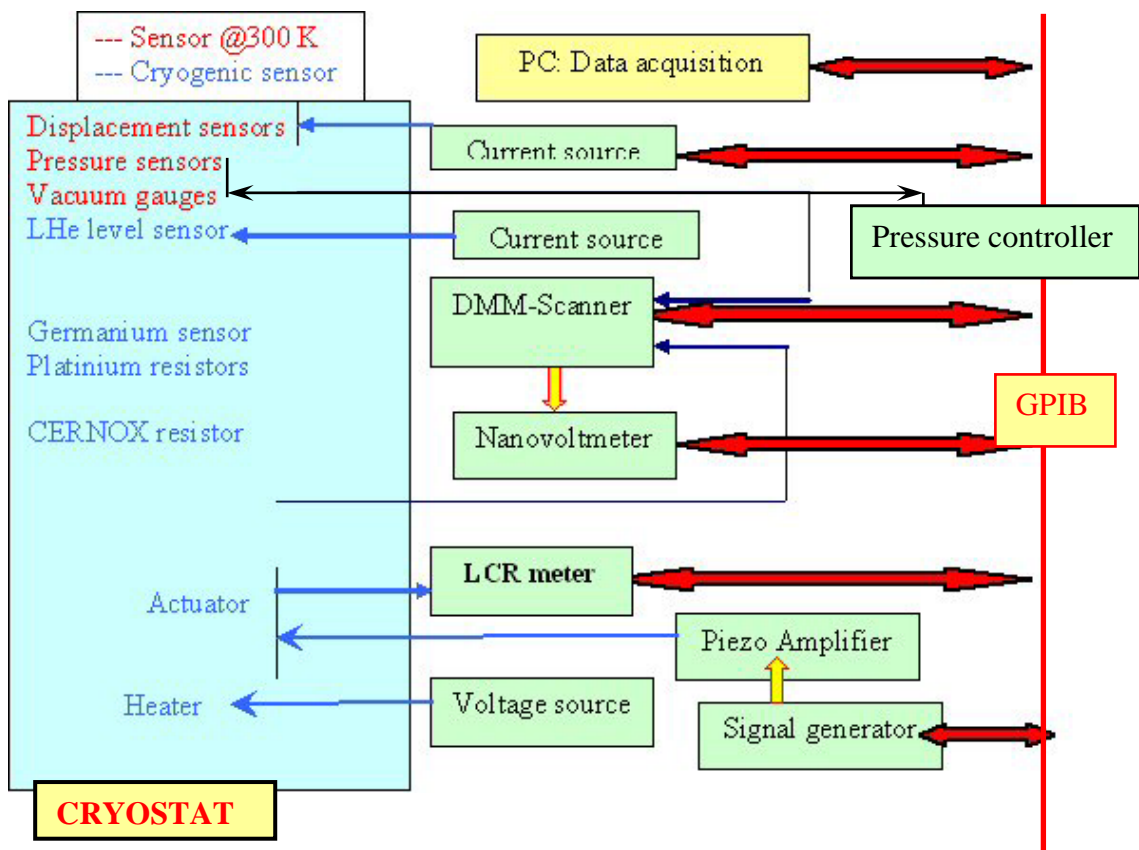 --- Sensor @300 K
--- Cryogenic sensor
PC: Data acquisition
Displacement sensors
Pressure sensors
Vacuum gauges
LHe level sensor
Current source
Current source
Pressure controller
DMM-Scanner
Germanium sensor
Platinium resistors
GPIB
CERNOX resistor
Nanovoltmeter
LCR meter
Actuator
Piezo Amplifier
Heater
Voltage source
Signal generator
CRYOSTAT